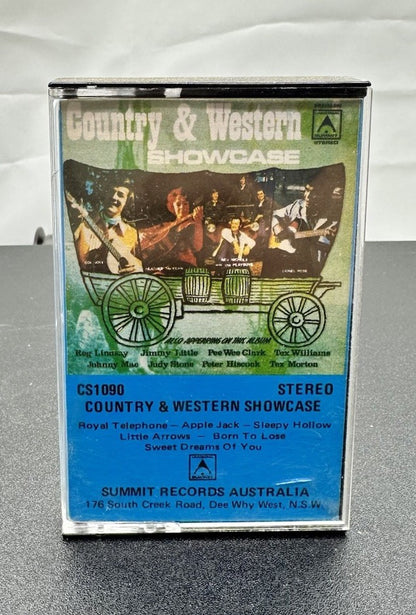 Country & Western
SHOWCASE
SUMMIT
STEREO
ALSO APPEARING ON THIS ALBUM
Reg Lindsay Jimmy Little Pee Wee Clark Tex Williams
Johnny Mac Judy Stone Peter Hiscock Tex Morton
CS1090 STEREO
COUNTRY & WESTERN SHOWCASE
Royal Telephone — Apple Jack — Sleepy Hollow
Little Arrows — Born To Lose
Sweet Dreams Of You
SUMMIT
SUMMIT RECORDS AUSTRALIA
176 South Creek Road, Dee Why West, N.S.W.